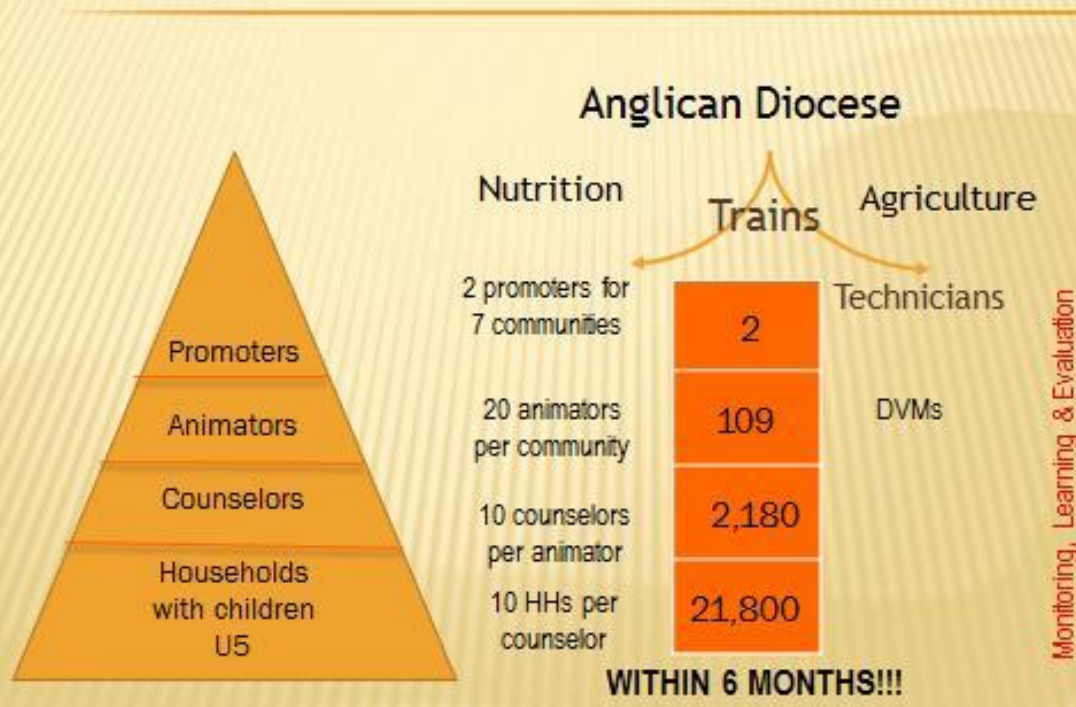 Anglican Diocese
Nutrition
Trains
Agriculture
Promoters
Animators
Counselors
Households
with children
U5
2 promoters for
7 communities
20 animators
per community
10 counselors
per animator
10 HHs per
counselor
2
109
2,180
21,800
Technicians
DVMs
WITHIN 6 MONTHS!!!
Monitoring, Learning & Evaluation